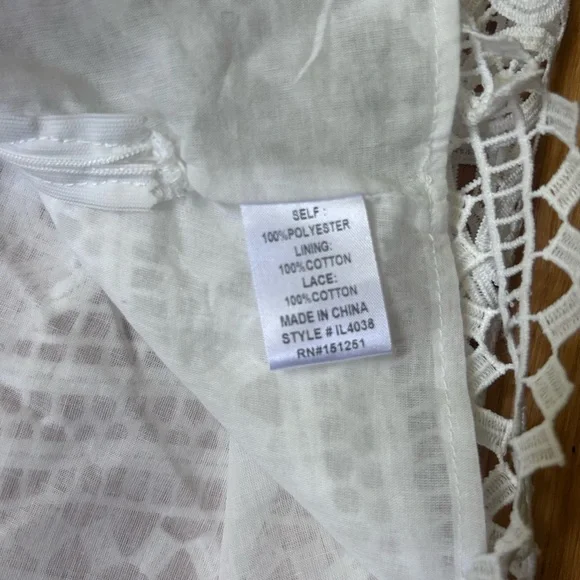 SELF :
100%POLYESTER
LINING:
100%COTTON
LACE:
100%COTTON
MADE IN CHINA
STYLE # IL4038
RN#151251